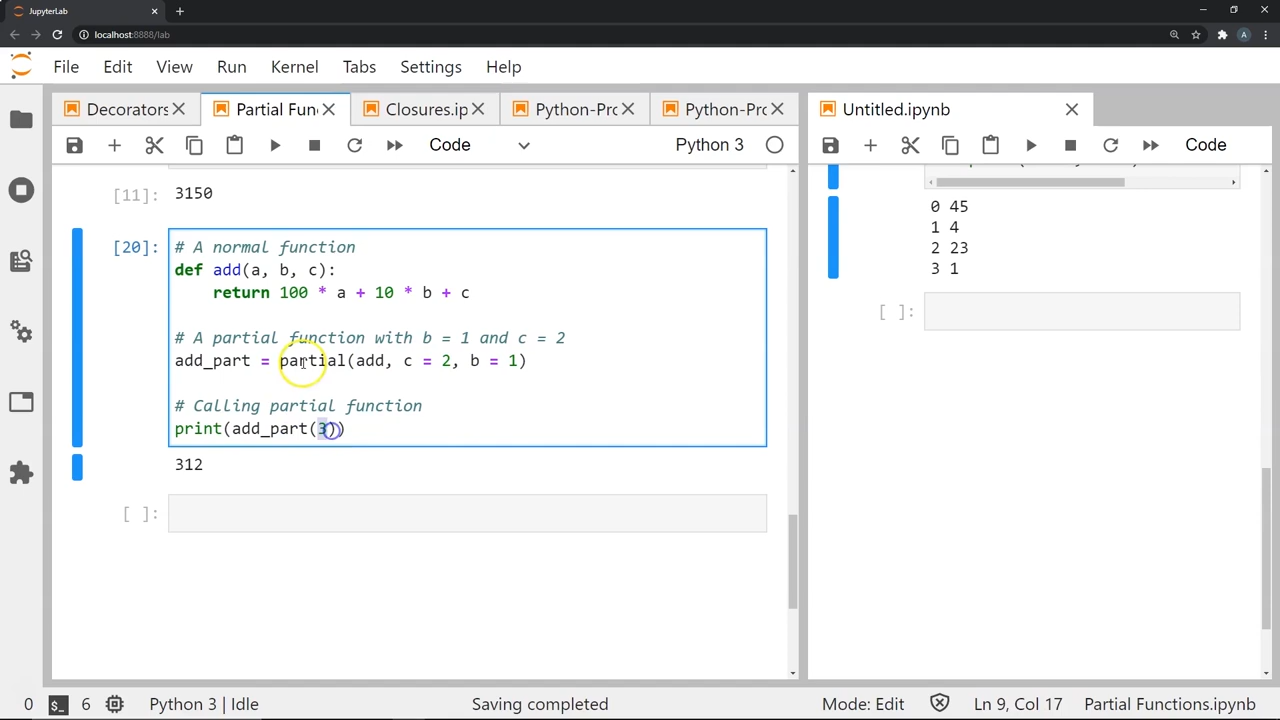 JupyterLab
localhost:8888/lab
A
File Edit View Run Kernel Tabs Settings Help
Decorators Partial Fun Closures.ip Python-Pro Python-Pro Untitled.ipynb
Code Python 3 Code
[11]: 3150
[20]: # A normal function
def add(a, b, c):
return 100 * a + 10 * b + c
# A partial function with b = 1 and c = 2
add_part = partial(add, c = 2, b = 1)
# Calling partial function
print(add_part(3))
312
[ ]:
0 45
1 4
2 23
3 1
[ ]:
0 6 Python 3 | Idle Saving completed Mode: Edit Ln 9, Col 17 Partial Functions.ipynb